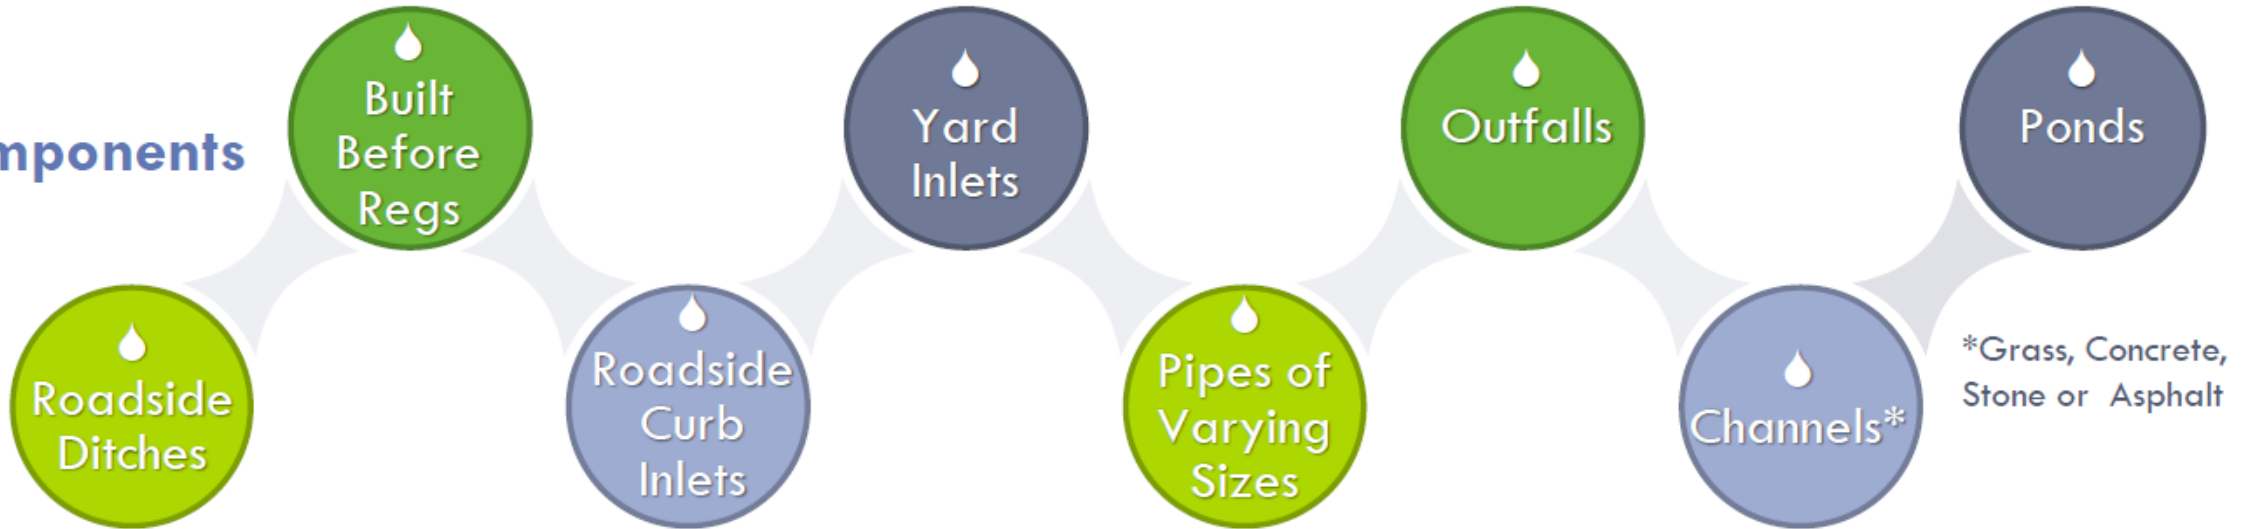 mponents
Roadside
Ditches
Built
Before
Regs
Roadside
Curb
Inlets
Yard
Inlets
Pipes of
Varying
Sizes
Outfalls
Channels*
Ponds
*Grass, Concrete,
Stone or Asphalt